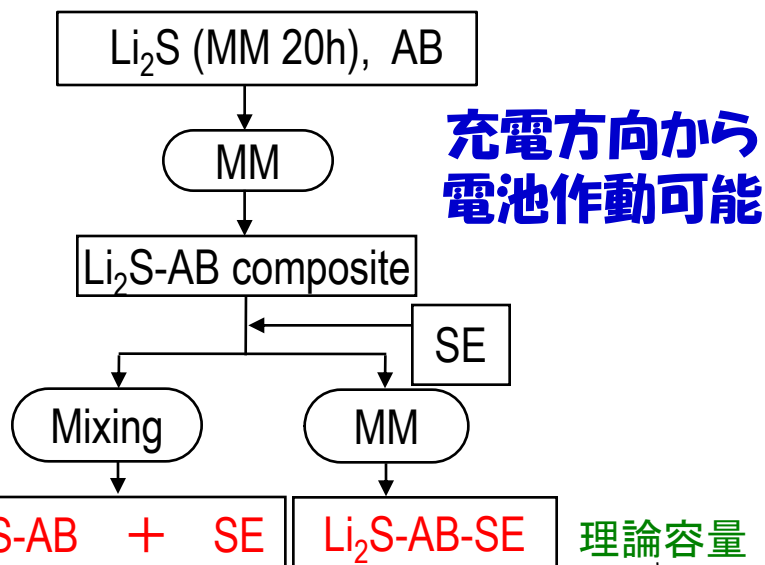 Li₂S (MM 20h), AB
充電方向から
電池作動可能
MM
Li₂S-AB composite
SE
Mixing
MM
S-AB + SE
Li₂S-AB-SE
理論容量